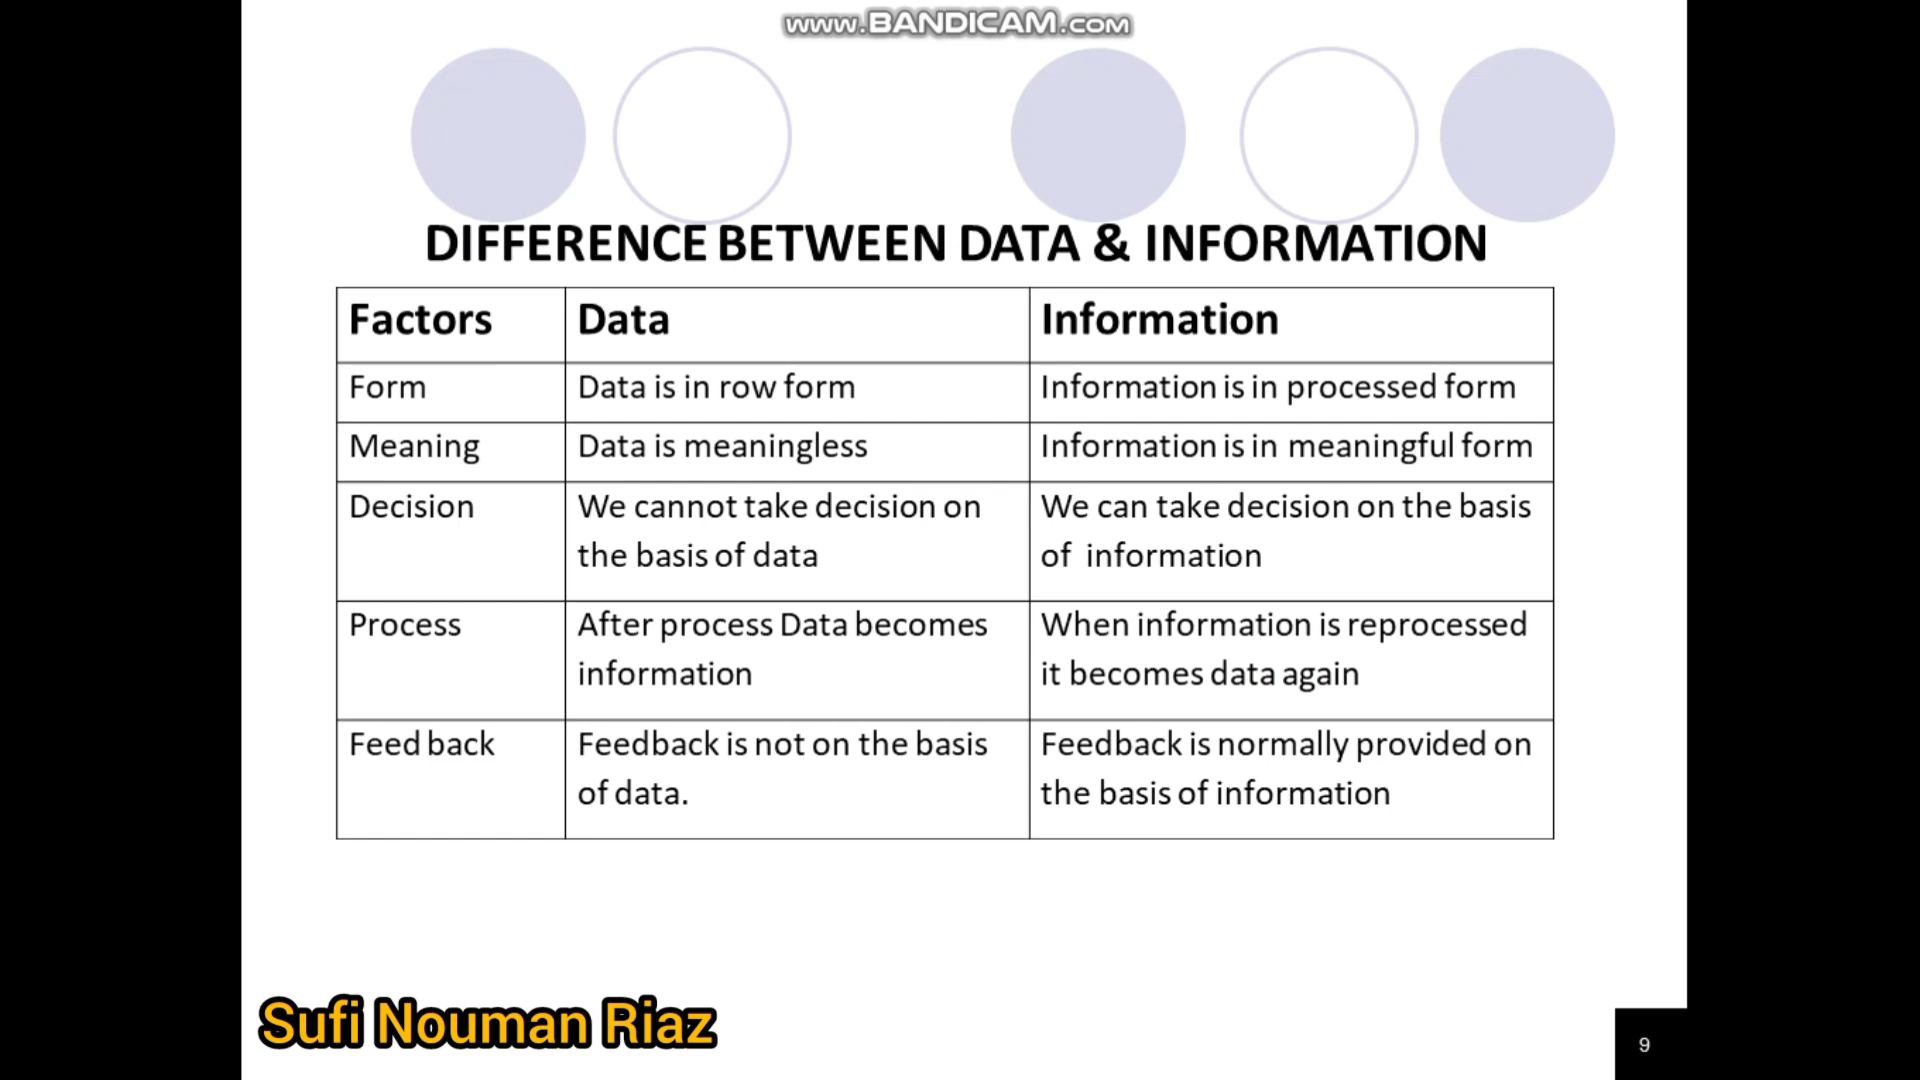 www.BANDICAM.com
DIFFERENCE BETWEEN DATA & INFORMATION
Factors Data Information
Form Data is in row form Information is in processed form
Meaning Data is meaningless Information is in meaningful form
Decision We cannot take decision on We can take decision on the basis
the basis of data of information
Process After process Data becomes When information is reprocessed
information it becomes data again
Feed back Feedback is not on the basis Feedback is normally provided on
of data. the basis of information
Sufi Nouman Riaz
9